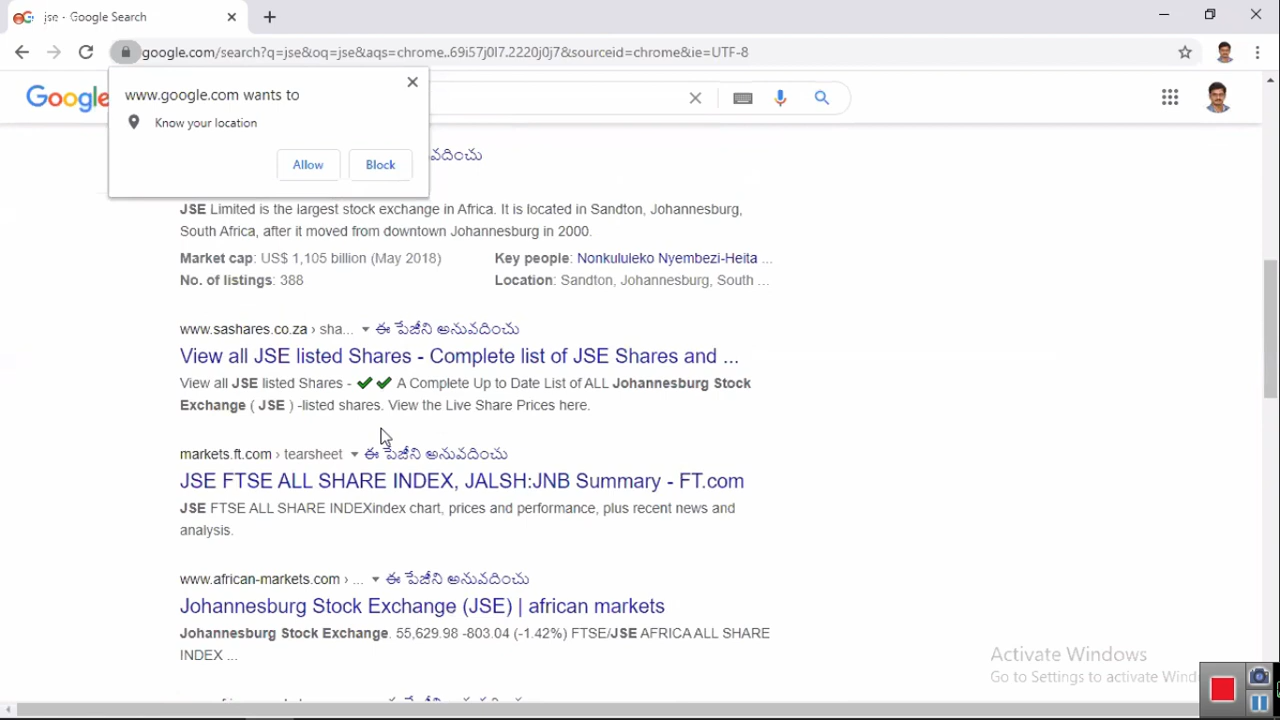 jse - Google Search
google.com/search?q=jse&oq=jse&aqs=chrome..69i57j0l7.2220j0j7&sourceid=chrome&ie=UTF-8
www.google.com wants to
Know your location
Allow
Block
Google
JSE Limited is the largest stock exchange in Africa. It is located in Sandton, Johannesburg,
South Africa, after it moved from downtown Johannesburg in 2000.
Market cap: US$ 1,105 billion (May 2018)
Key people: Nonkululeko Nyembezi-Heita ...
No. of listings: 388
Location: Sandton, Johannesburg, South ...
www.sashares.co.za › sha... ఈ పేజీని అనువదించు
View all JSE listed Shares - Complete list of JSE Shares and ...
View all JSE listed Shares - ✔✔ A Complete Up to Date List of ALL Johannesburg Stock
Exchange ( JSE ) -listed shares. View the Live Share Prices here.
markets.ft.com › tearsheet ఈ పేజీని అనువదించు
JSE FTSE ALL SHARE INDEX, JALSH:JNB Summary - FT.com
JSE FTSE ALL SHARE INDEXindex chart, prices and performance, plus recent news and
analysis.
www.african-markets.com › ... ఈ పేజీని అనువదించు
Johannesburg Stock Exchange (JSE) | african markets
Johannesburg Stock Exchange. 55,629.98 -803.04 (-1.42%) FTSE/JSE AFRICA ALL SHARE
INDEX ...
Activate Windows
Go to Settings to activate